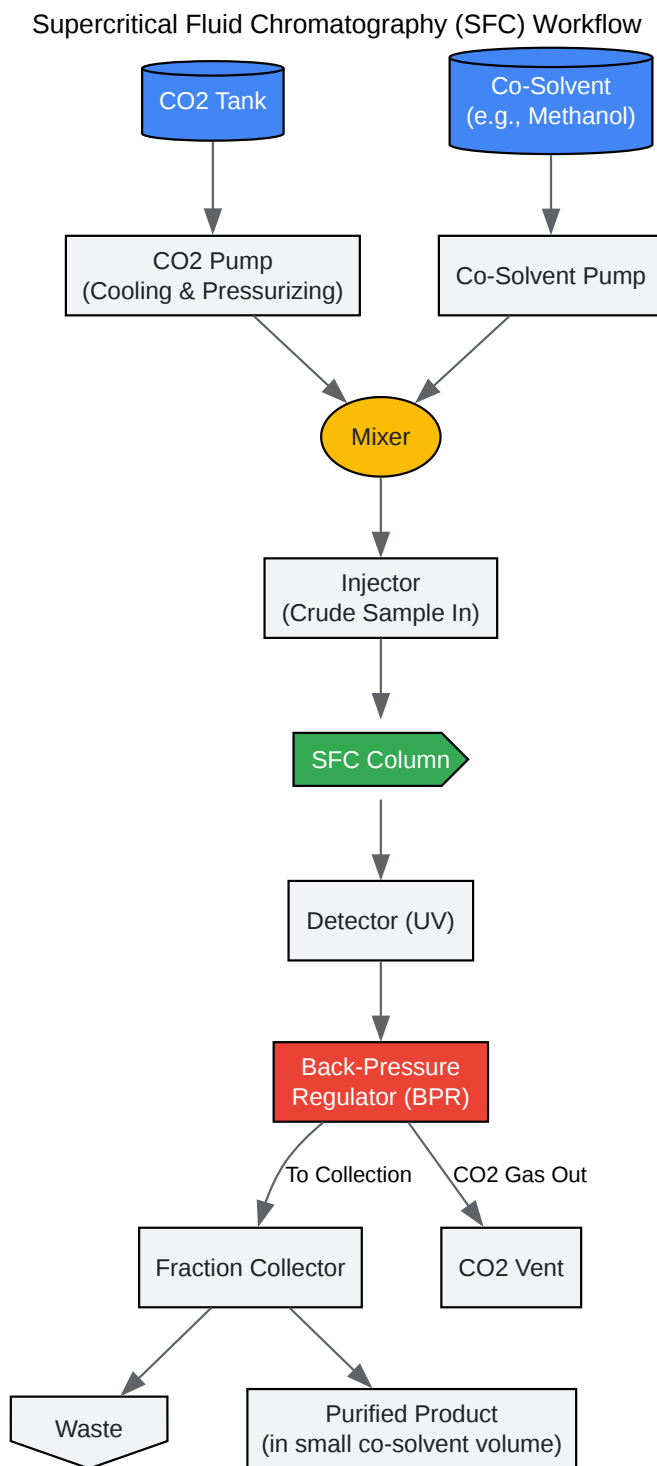 Supercritical Fluid Chromatography (SFC) Workflow
CO2 Tank
Co-Solvent
(e.g., Methanol)
CO2 Pump
(Cooling & Pressurizing)
Co-Solvent Pump
Mixer
Injector
(Crude Sample In)
SFC Column
Detector (UV)
Back-Pressure
Regulator (BPR)
To Collection
CO2 Gas Out
Fraction Collector
CO2 Vent
Waste
Purified Product
(in small co-solvent volume)